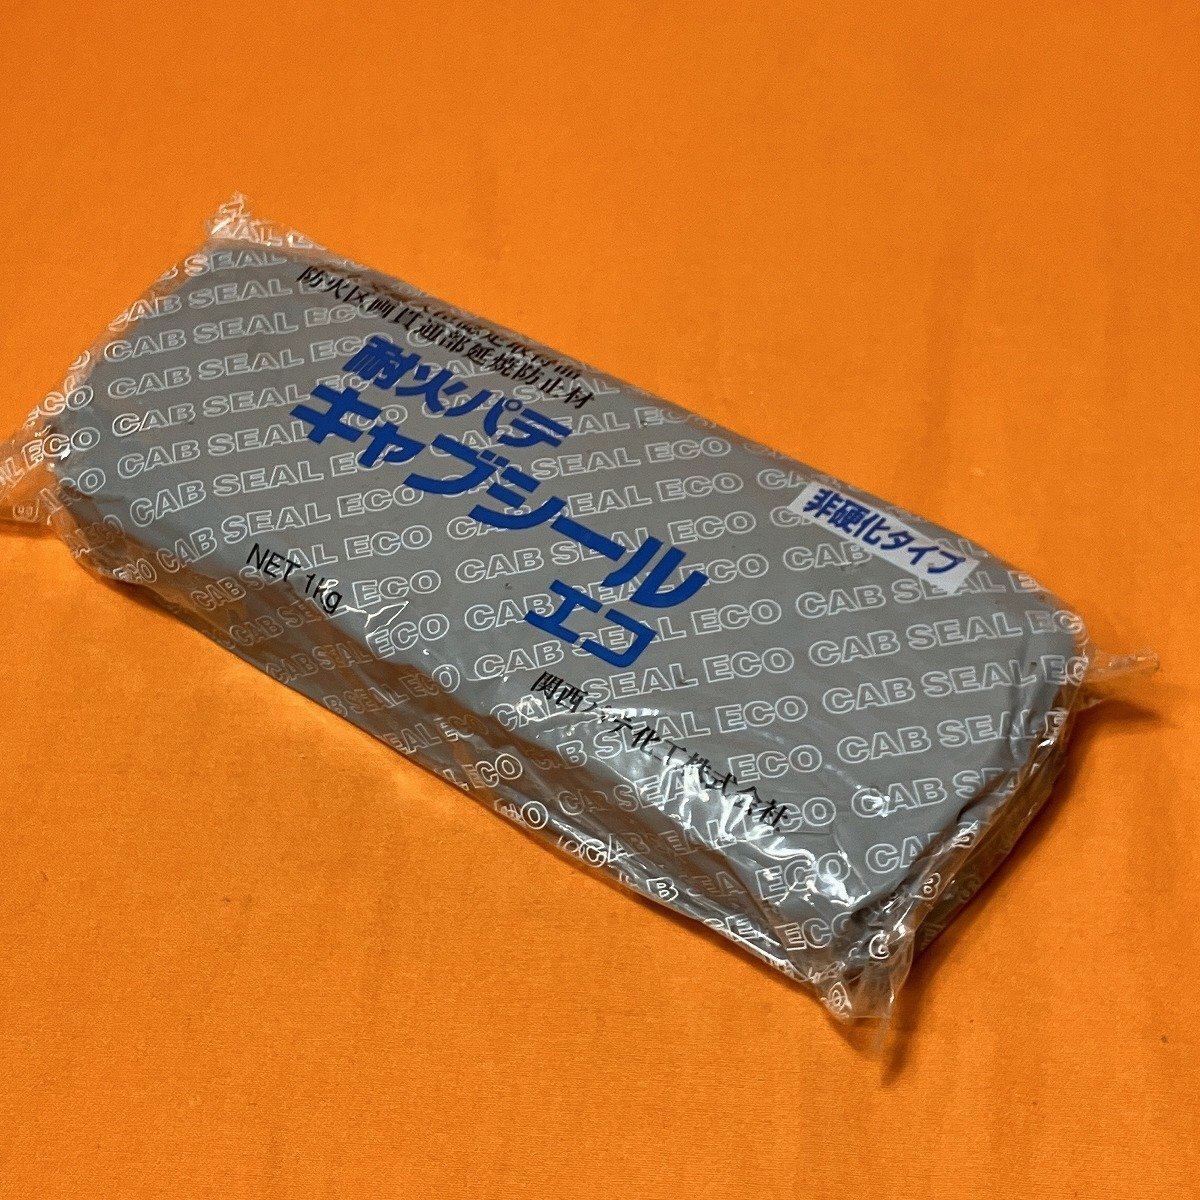 防火区画貫通部延焼防止材
耐火パテ
キャブシール
エコ
非硬化タイプ
NET 1kg
関西パテ化工株式会社
CAB SEAL ECO